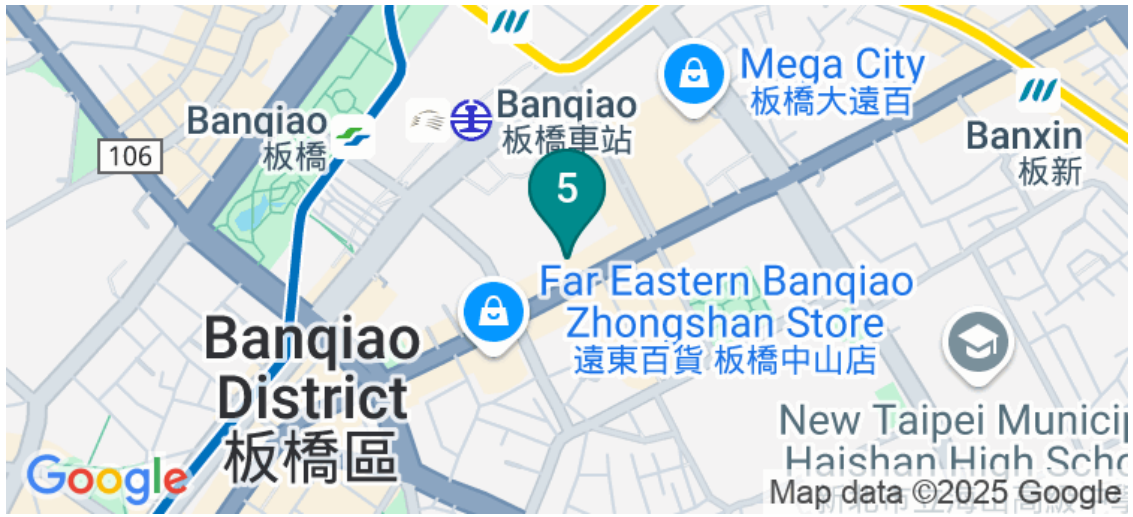 Mega City
板橋大遠百
Banqiao
板橋
Banqiao
板橋車站
Banxin
板新
106
5
Far Eastern Banqiao
Zhongshan Store
遠東百貨 板橋中山店
Banqiao
District
板橋區
New Taipei Municip
Haishan High Scho
Google
Map data ©2025 Google